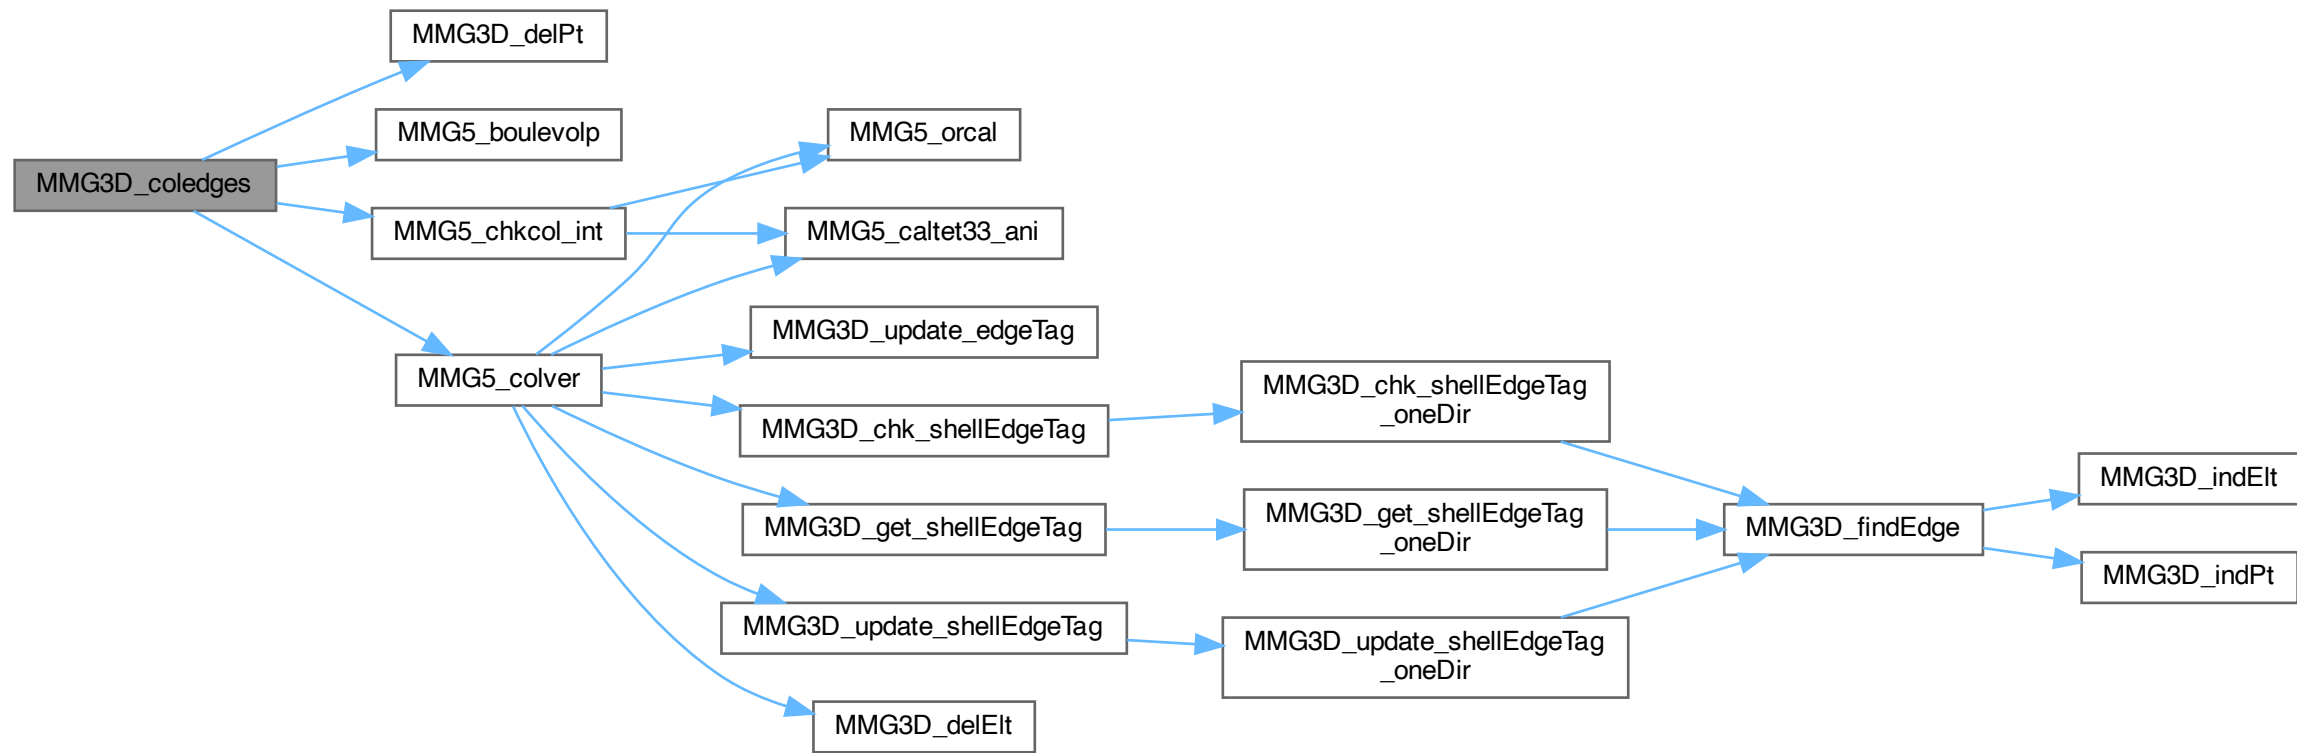 MMG3D_coledges
MMG3D_delPt
MMG5_boulevolp
MMG5_chkcol_int
MMG5_colver
MMG5_orcal
MMG5_caltet33_ani
MMG3D_update_edgeTag
MMG3D_chk_shellEdgeTag
MMG3D_get_shellEdgeTag
MMG3D_update_shellEdgeTag
MMG3D_delElt
MMG3D_chk_shellEdgeTag
_oneDir
MMG3D_get_shellEdgeTag
_oneDir
MMG3D_update_shellEdgeTag
_oneDir
MMG3D_findEdge
MMG3D_indElt
MMG3D_indPt